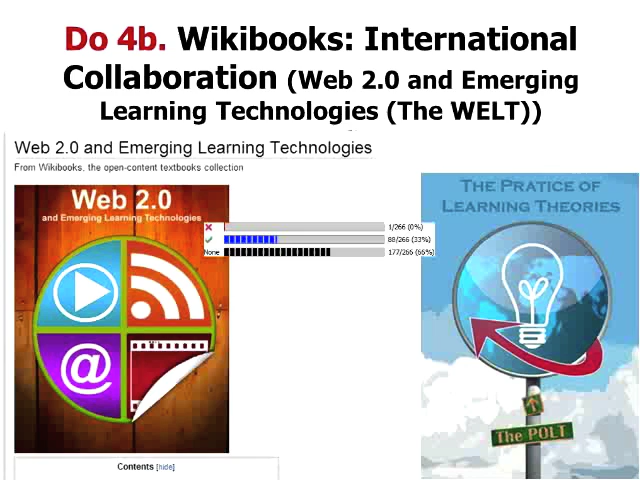 Do 4b. Wikibooks: International
Collaboration (Web 2.0 and Emerging
Learning Technologies (The WELT))
Web 2.0 and Emerging Learning Technologies
From Wikibooks, the open-content textbooks collection
Web 2.0
and Emerging Learning Technologies
1/266 (0%)
88/266 (33%)
None 177/266 (66%)
THE PRATICE OF
LEARNING THEORIES
@
The POLT
Contents [hide]